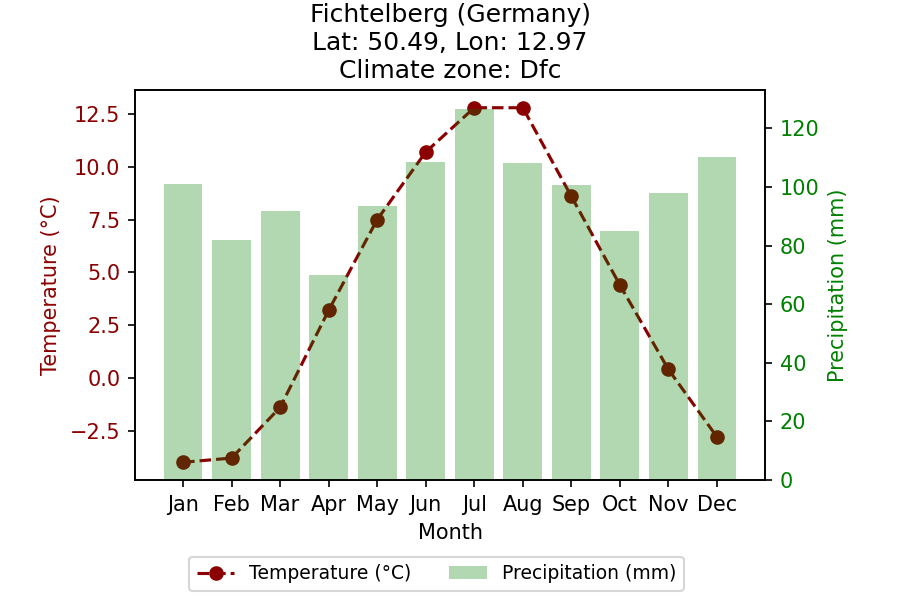 Fichtelberg (Germany)
Lat: 50.49, Lon: 12.97
Climate zone: Dfc
12.5
10.0
7.5
5.0
2.5
0.0
−2.5
Temperature (°C)
120
100
80
60
40
20
0
Precipitation (mm)
Jan Feb Mar Apr May Jun Jul Aug Sep Oct Nov Dec
Month
Temperature (°C) Precipitation (mm)